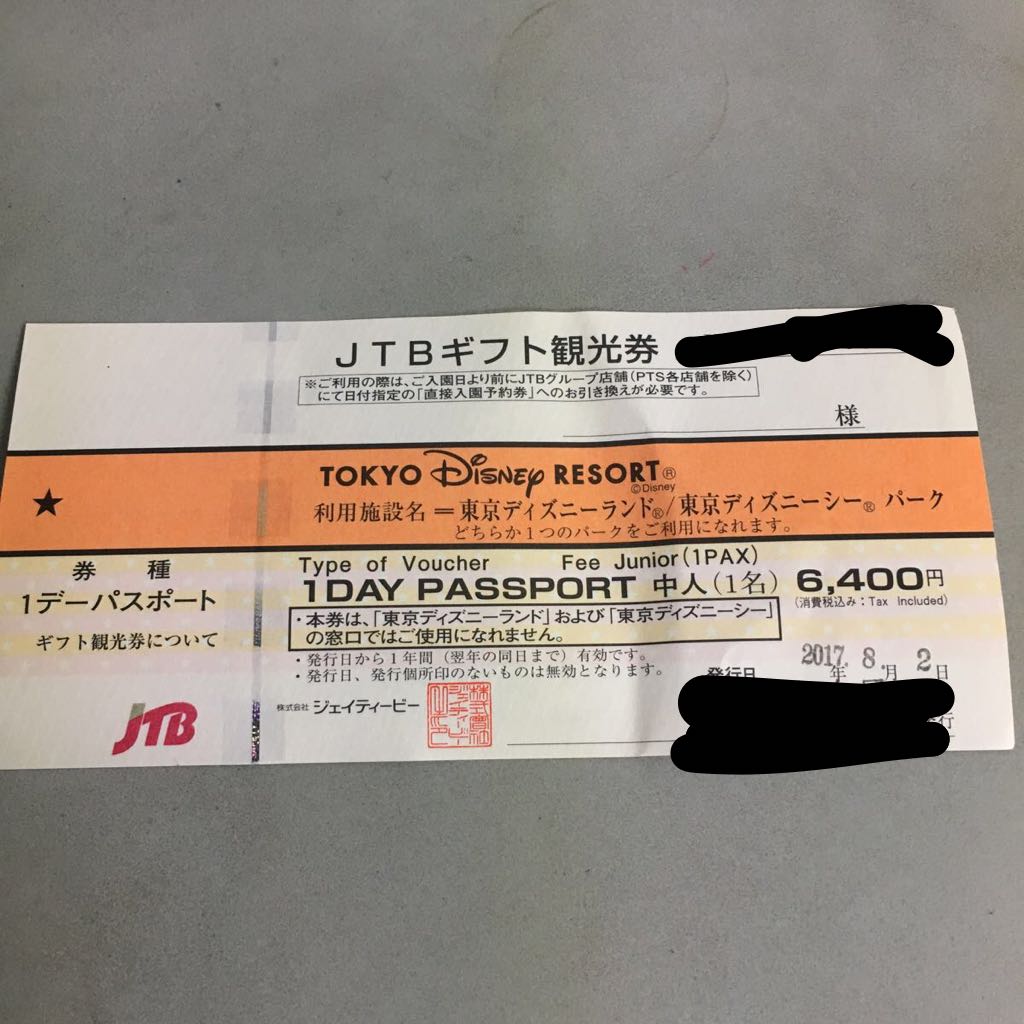 JTBギフト観光券
※ご利用の際は、ご入園日より前にJTBグループ店舗(PTS各店舗を除く)
にて日付指定の「直接入園予約券」へのお引き換えが必要です。
様
TOKYO Disney RESORT®
©Disney
★
利用施設名=東京ディズニーランド®/東京ディズニーシー® パーク
どちらか1つのパークをご利用になれます。
券種
1デーパスポート
ギフト観光券について
Type of Voucher Fee Junior(1PAX)
1DAY PASSPORT 中人(1名) 6,400円
(消費税込み:Tax Included)
・本券は、「東京ディズニーランド」および「東京ディズニーシー」
の窓口ではご使用になれません。
・発行日から1年間(翌年の同日まで)有効です。
・発行日、発行個所印のないものは無効となります。
発行日 2017.年 8.月 2日
株式会社 ジェイティービー
行
JTB